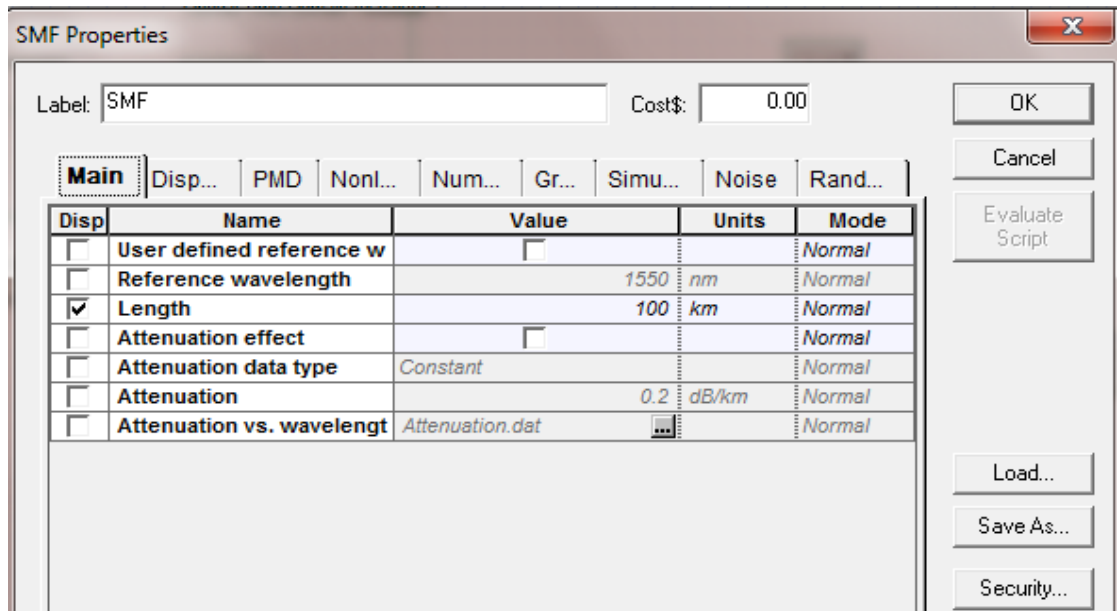 SMF Properties
X
Label: SMF Cost$: 0.00 OK
Cancel
Main Disp... PMD Nonl... Num... Gr... Simu... Noise Rand...
Evaluate
Script
Disp Name Value Units Mode
User defined reference w Normal
Reference wavelength 1550 nm Normal
Length 100 km Normal
Attenuation effect Normal
Attenuation data type Constant Normal
Attenuation 0.2 dB/km Normal
Attenuation vs. wavelengt Attenuation.dat ... Normal
Load...
Save As...
Security...